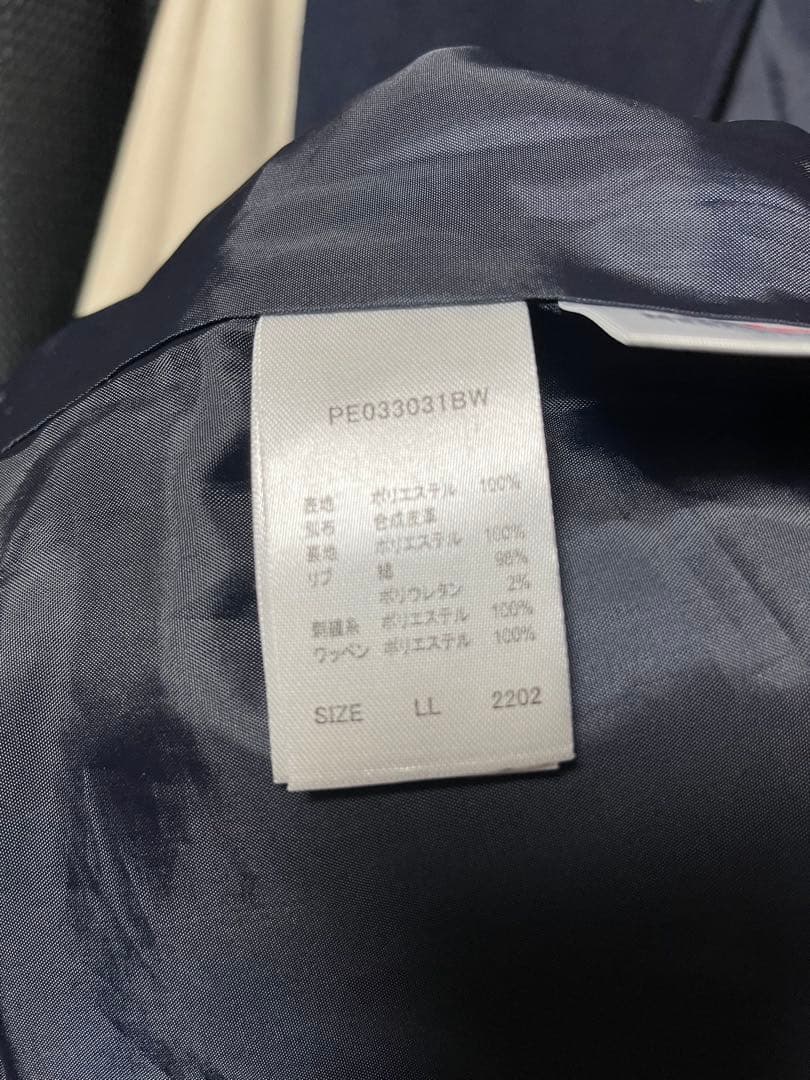 PE033031BW
表地 ポリエステル 100%
別布 合成皮革
裏地 ポリエステル 100%
リブ 綿 98%
ポリウレタン 2%
刺繍糸 ポリエステル 100%
ワッペン ポリエステル 100%
SIZE LL 2202